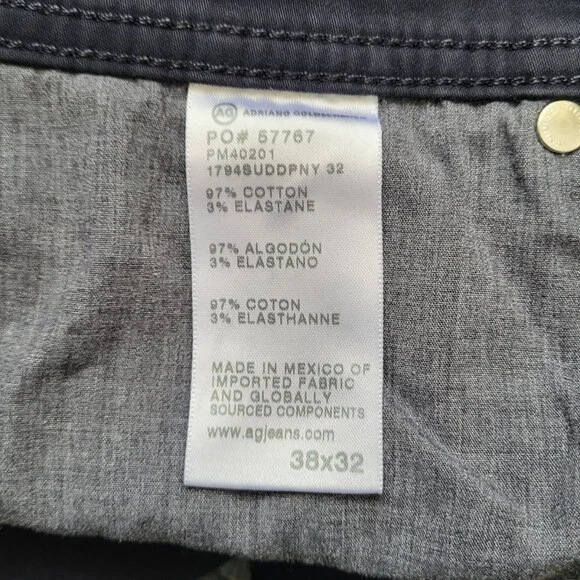 AG ADRIANO GOLDSCHMIED
PO# 57767
PM40201
1794SUDDPNY 32
97% COTTON
3% ELASTANE
97% ALGODÓN
3% ELASTANO
97% COTON
3% ELASTHANNE
MADE IN MEXICO OF
IMPORTED FABRIC
AND GLOBALLY
SOURCED COMPONENTS
www.agjeans.com
38x32